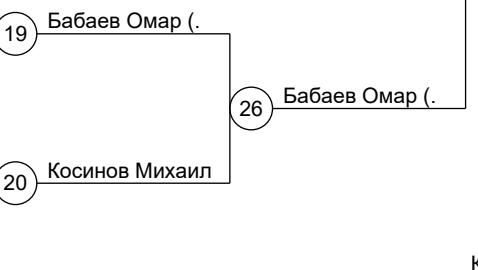 19 Бабаев Омар (.
26 Бабаев Омар (.
20 Косинов Михаил
К